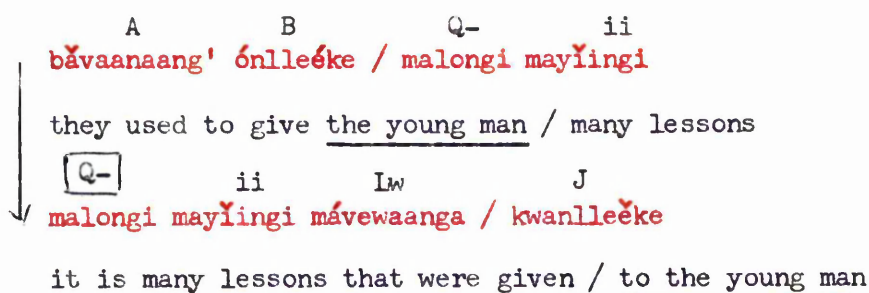 A B Q- ii
bǎvaanaang' ónlleéke / malongi mayǐingi
they used to give the young man / many lessons
Q- ii Lw J
malongi mayǐingi mávewaanga / kwanlleěke
it is many lessons that were given / to the young man